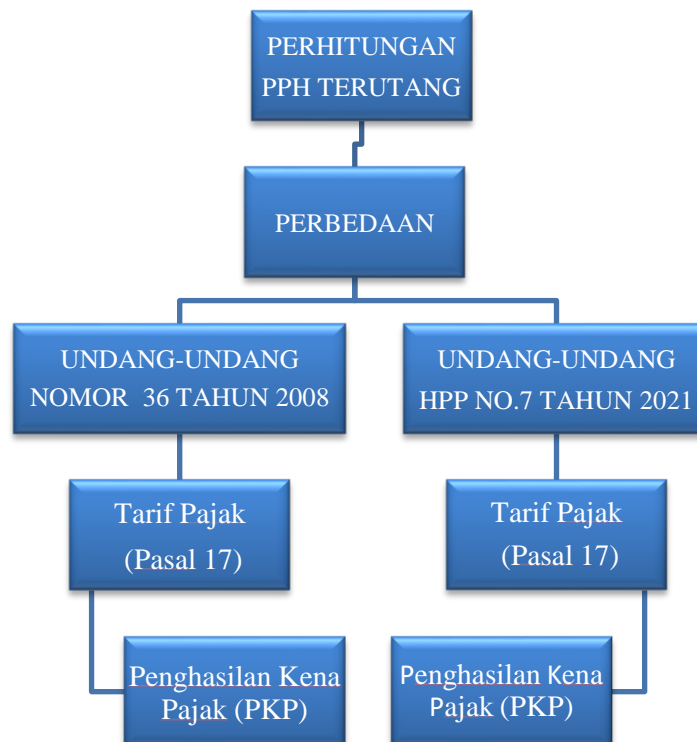 PERHITUNGAN
PPH TERUTANG
PERBEDAAN
UNDANG-UNDANG
NOMOR 36 TAHUN 2008
UNDANG-UNDANG
HPP NO.7 TAHUN 2021
Tarif Pajak
(Pasal 17)
Tarif Pajak
(Pasal 17)
Penghasilan Kena
Pajak (PKP)
Penghasilan Kena
Pajak (PKP)